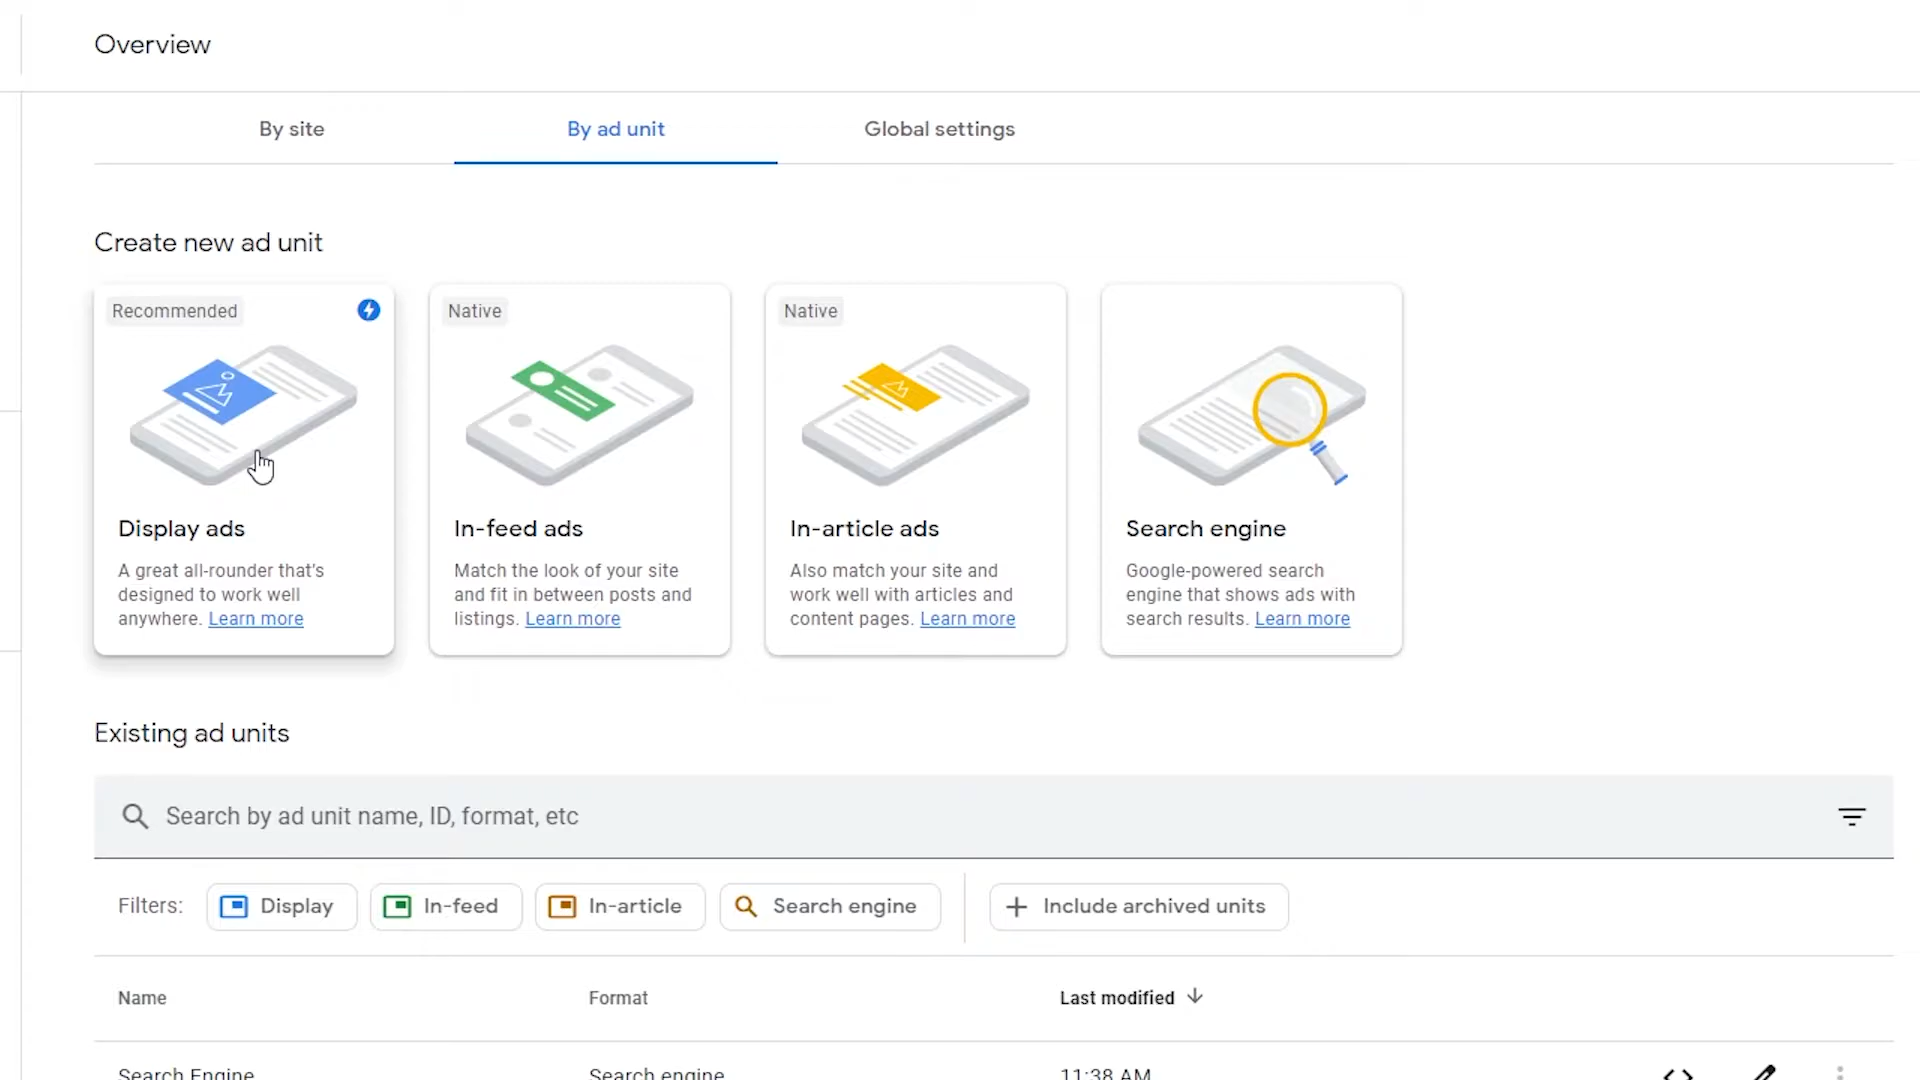 Overview
By site
By ad unit
Global settings
Create new ad unit
Recommended
Display ads
A great all-rounder that's
designed to work well
anywhere. Learn more
Native
In-feed ads
Match the look of your site
and fit in between posts and
listings. Learn more
Native
In-article ads
Also match your site and
work well with articles and
content pages. Learn more
Search engine
Google-powered search
engine that shows ads with
search results. Learn more
Existing ad units
Search by ad unit name, ID, format, etc
Filters:
Display
In-feed
In-article
Search engine
Include archived units
Name
Format
Last modified
Search Engine
Search engine
11:38 AM